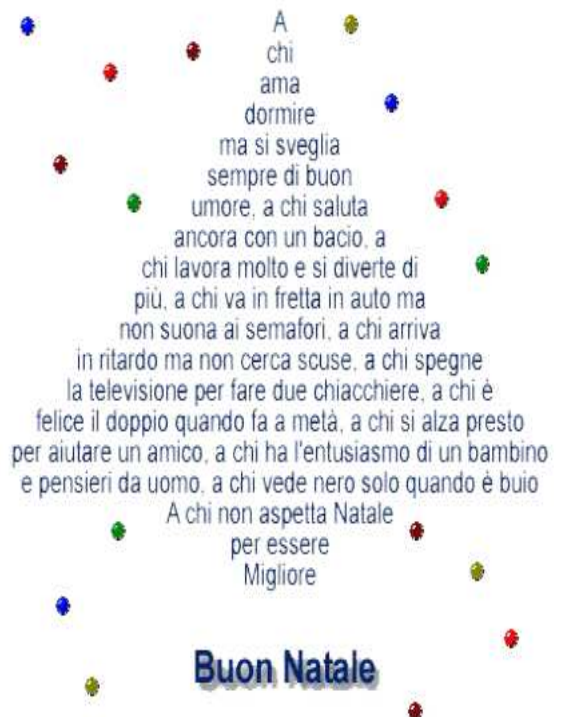 A
chi
ama
dormire
ma si sveglia
sempre di buon
umore, a chi saluta
ancora con un bacio, a
chi lavora molto e si diverte di
più, a chi va in fretta in auto ma
non suona ai semafori, a chi arriva
in ritardo ma non cerca scuse, a chi spegne
la televisione per fare due chiacchiere, a chi è
felice il doppio quando fa a metà, a chi si alza presto
per aiutare un amico, a chi ha l'entusiasmo di un bambino
e pensieri da uomo, a chi vede nero solo quando è buio
A chi non aspetta Natale
per essere
Migliore
Buon Natale